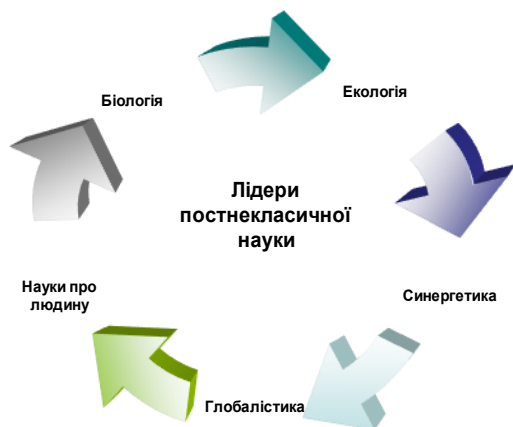 Біологія
Екологія
Лідери
постнекласичної
науки
Науки про
людину
Синергетика
Глобалістика